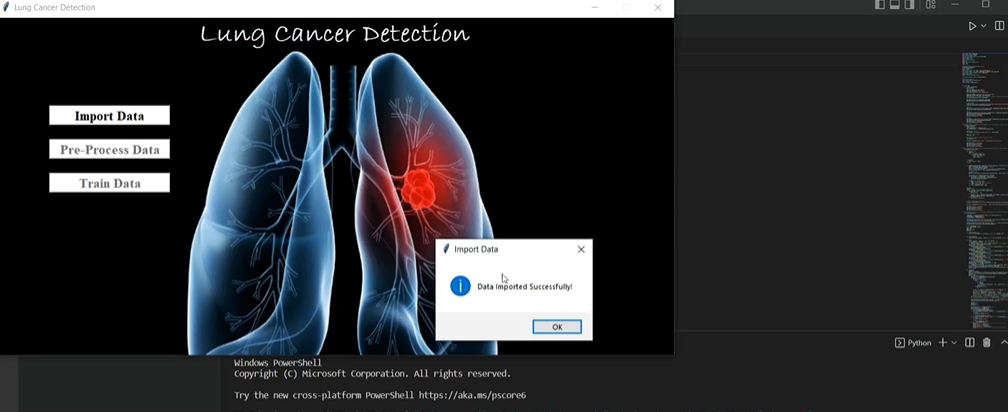 Lung Cancer Detection
Lung Cancer Detection
Import Data
Pre-Process Data
Train Data
Import Data
Data Imported Successfully!
OK
Python
Windows PowerShell
Copyright (C) Microsoft Corporation. All rights reserved.
Try the new cross-platform PowerShell https://aka.ms/pscore6